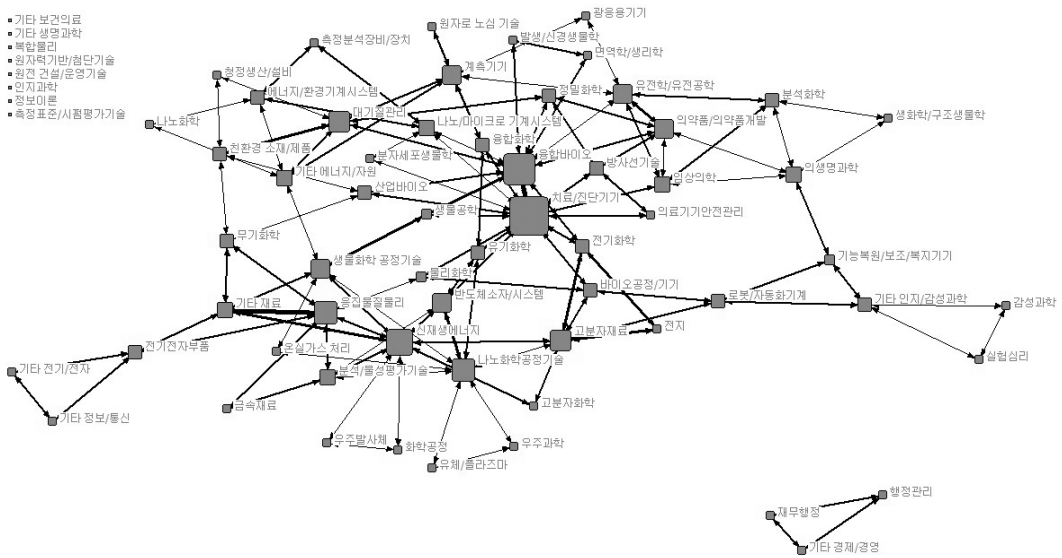 기타 보건의료
기타 생명과학
복합물리
원자력기반/첨단기술
원전 건설/운영기술
인지과학
정보이론
측정표준/시험평가기술
광응용기기
원자로 노심 기술
발생/신경생물학
측정분석장비/장치
면역학/생리학
계측기기
청정생산/설비
에너지/환경기계시스템
정밀화학
유전학/유전공학
분석화학
대기질관리
나노/마이크로 기계시스템
의약품/의약품개발
생화학/구조생물학
나노화학
융합화학
친환경 소재/제품
분자세포생물학
융합바이오
방사선기술
의생명과학
기타 에너지/자원
임상의학
산업바이오
치료/진단기기
생물공학
의료기기안전관리
무기화학
유기화학
전기화학
생물화학 공정기술
기능복원/보조/복지기기
물리화학
바이오공정/기기
반도체소자/시스템
로봇/자동화기계
기타 재료
응집물질물리
기타 인지/감성과학
감성과학
신재생에너지
고분자재료
전지
전기전자부품
온실가스 처리
나노화학공정기술
실험심리
기타 전기/전자
분석/물성평가기술
금속재료
고분자화학
기타 정보/통신
우주발사체
화학공정
우주과학
유체/플라즈마
행정관리
재무행정
기타 경제/경영